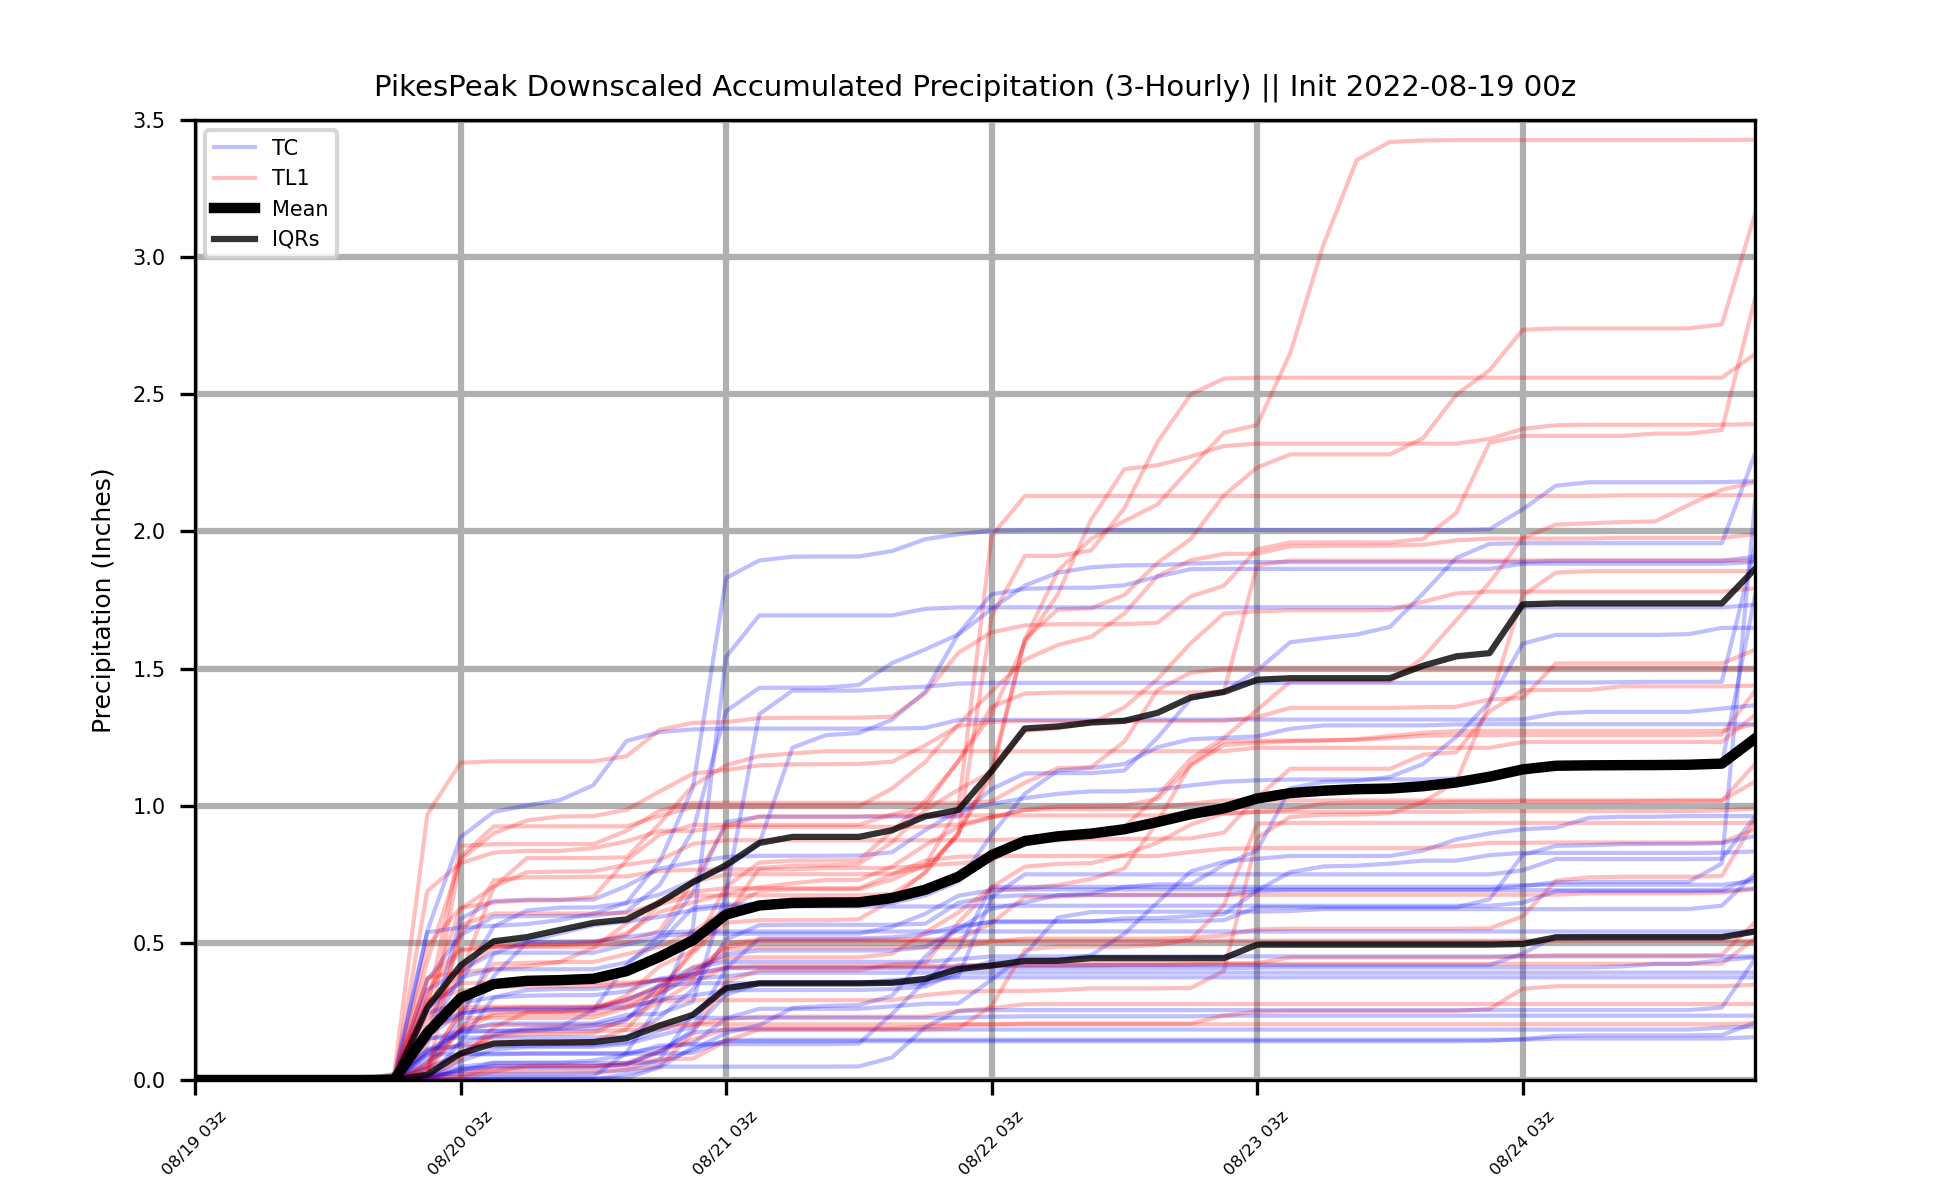 PikesPeak Downscaled Accumulated Precipitation (3-Hourly) || Init 2022-08-19 00z
Precipitation (Inches)
3.5
3.0
2.5
2.0
1.5
1.0
0.5
0.0
TC
TL1
Mean
IQRs
08/19 03z
08/20 03z
08/21 03z
08/22 03z
08/23 03z
08/24 03z